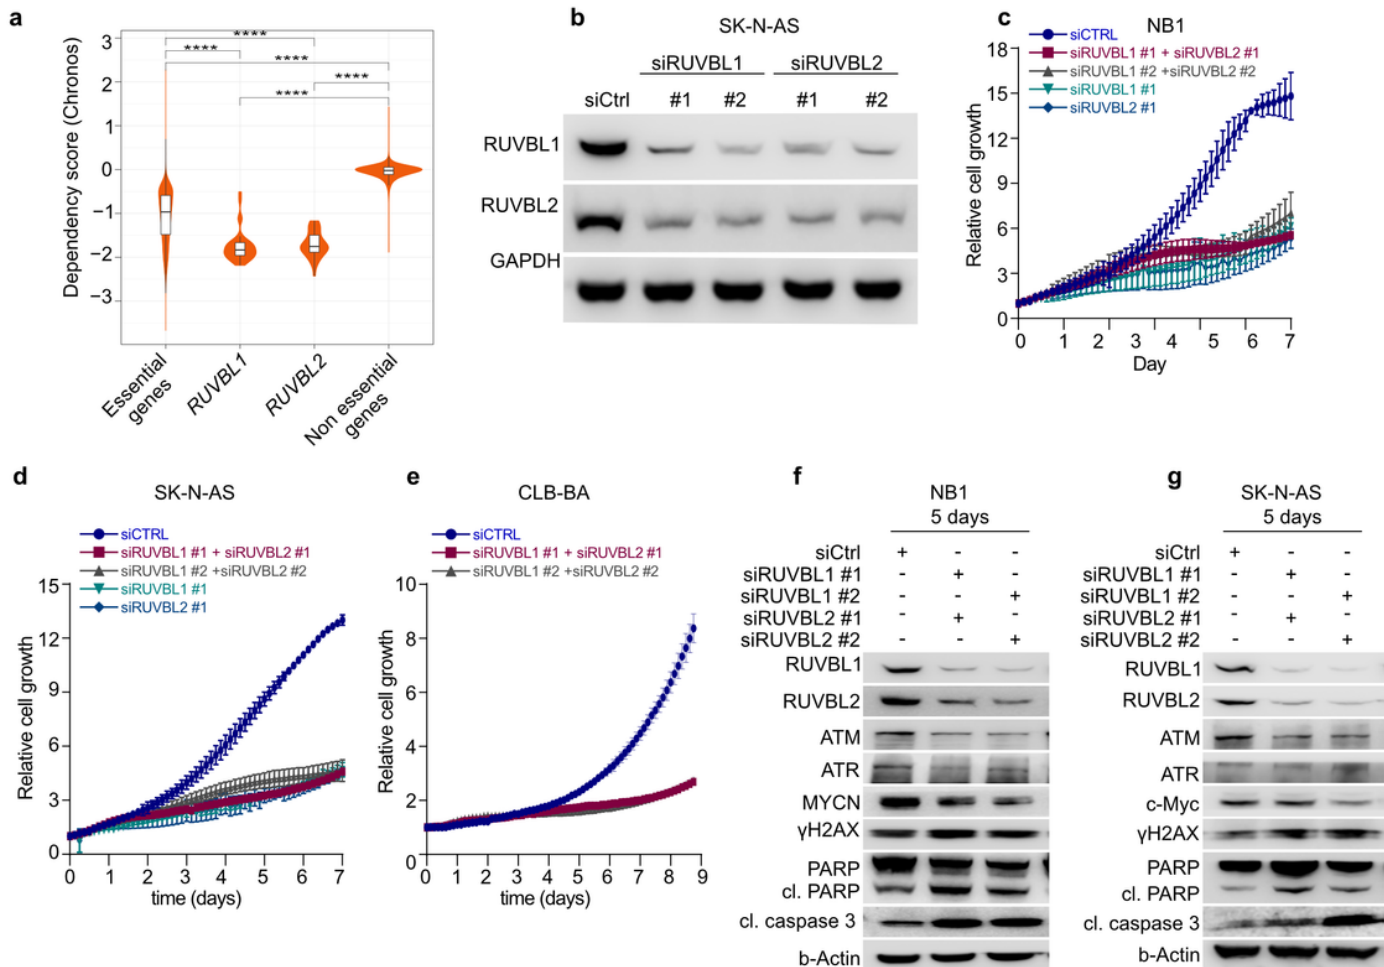 a
Dependency score (Chronos)
3
2
1
0
−1
−2
−3
****
****
****
****
****
Essential genes
RUVBL1
RUVBL2
Non essential genes
b
SK-N-AS
siRUVBL1 siRUVBL2
siCtrl #1 #2 #1 #2
RUVBL1
RUVBL2
GAPDH
c
NB1
siCTRL
siRUVBL1 #1 + siRUVBL2 #1
siRUVBL1 #2 +siRUVBL2 #2
siRUVBL1 #1
siRUVBL2 #1
Relative cell growth
18
15
12
9
6
3
0
0 1 2 3 4 5 6 7
Day
d
SK-N-AS
siCTRL
siRUVBL1 #1 + siRUVBL2 #1
siRUVBL1 #2 +siRUVBL2 #2
siRUVBL1 #1
siRUVBL2 #1
Relative cell growth
15
12
9
6
3
0
0 1 2 3 4 5 6 7
time (days)
e
CLB-BA
siCTRL
siRUVBL1 #1 + siRUVBL2 #1
siRUVBL1 #2 +siRUVBL2 #2
Relative cell growth
10
8
6
4
2
0
0 1 2 3 4 5 6 7 8 9
time (days)
f
NB1
5 days
siCtrl + - -
siRUVBL1 #1 - + -
siRUVBL1 #2 - - +
siRUVBL2 #1 - + -
siRUVBL2 #2 - - +
RUVBL1
RUVBL2
ATM
ATR
MYCN
γH2AX
PARP
cl. PARP
cl. caspase 3
b-Actin
g
SK-N-AS
5 days
siCtrl + - -
siRUVBL1 #1 - + -
siRUVBL1 #2 - - +
siRUVBL2 #1 - + -
siRUVBL2 #2 - - +
RUVBL1
RUVBL2
ATM
ATR
c-Myc
γH2AX
PARP
cl. PARP
cl. caspase 3
b-Actin